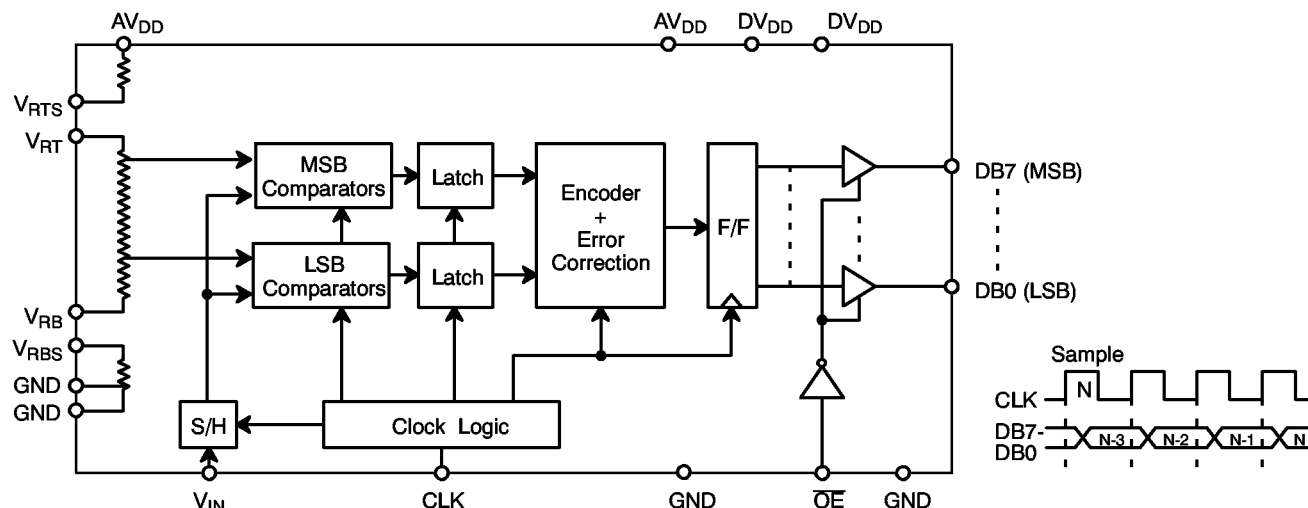 AVDD
AVDD
DVDD
DVDD
VRTS
VRT
VRB
VRBS
GND
GND
MSB
Comparators
Latch
LSB
Comparators
Latch
Encoder
+
Error
Correction
F/F
DB7 (MSB)
DB0 (LSB)
S/H
Clock Logic
VIN
CLK
GND
OE
GND
Sample
CLK
N
DB7-
DB0
N-3
N-2
N-1
N